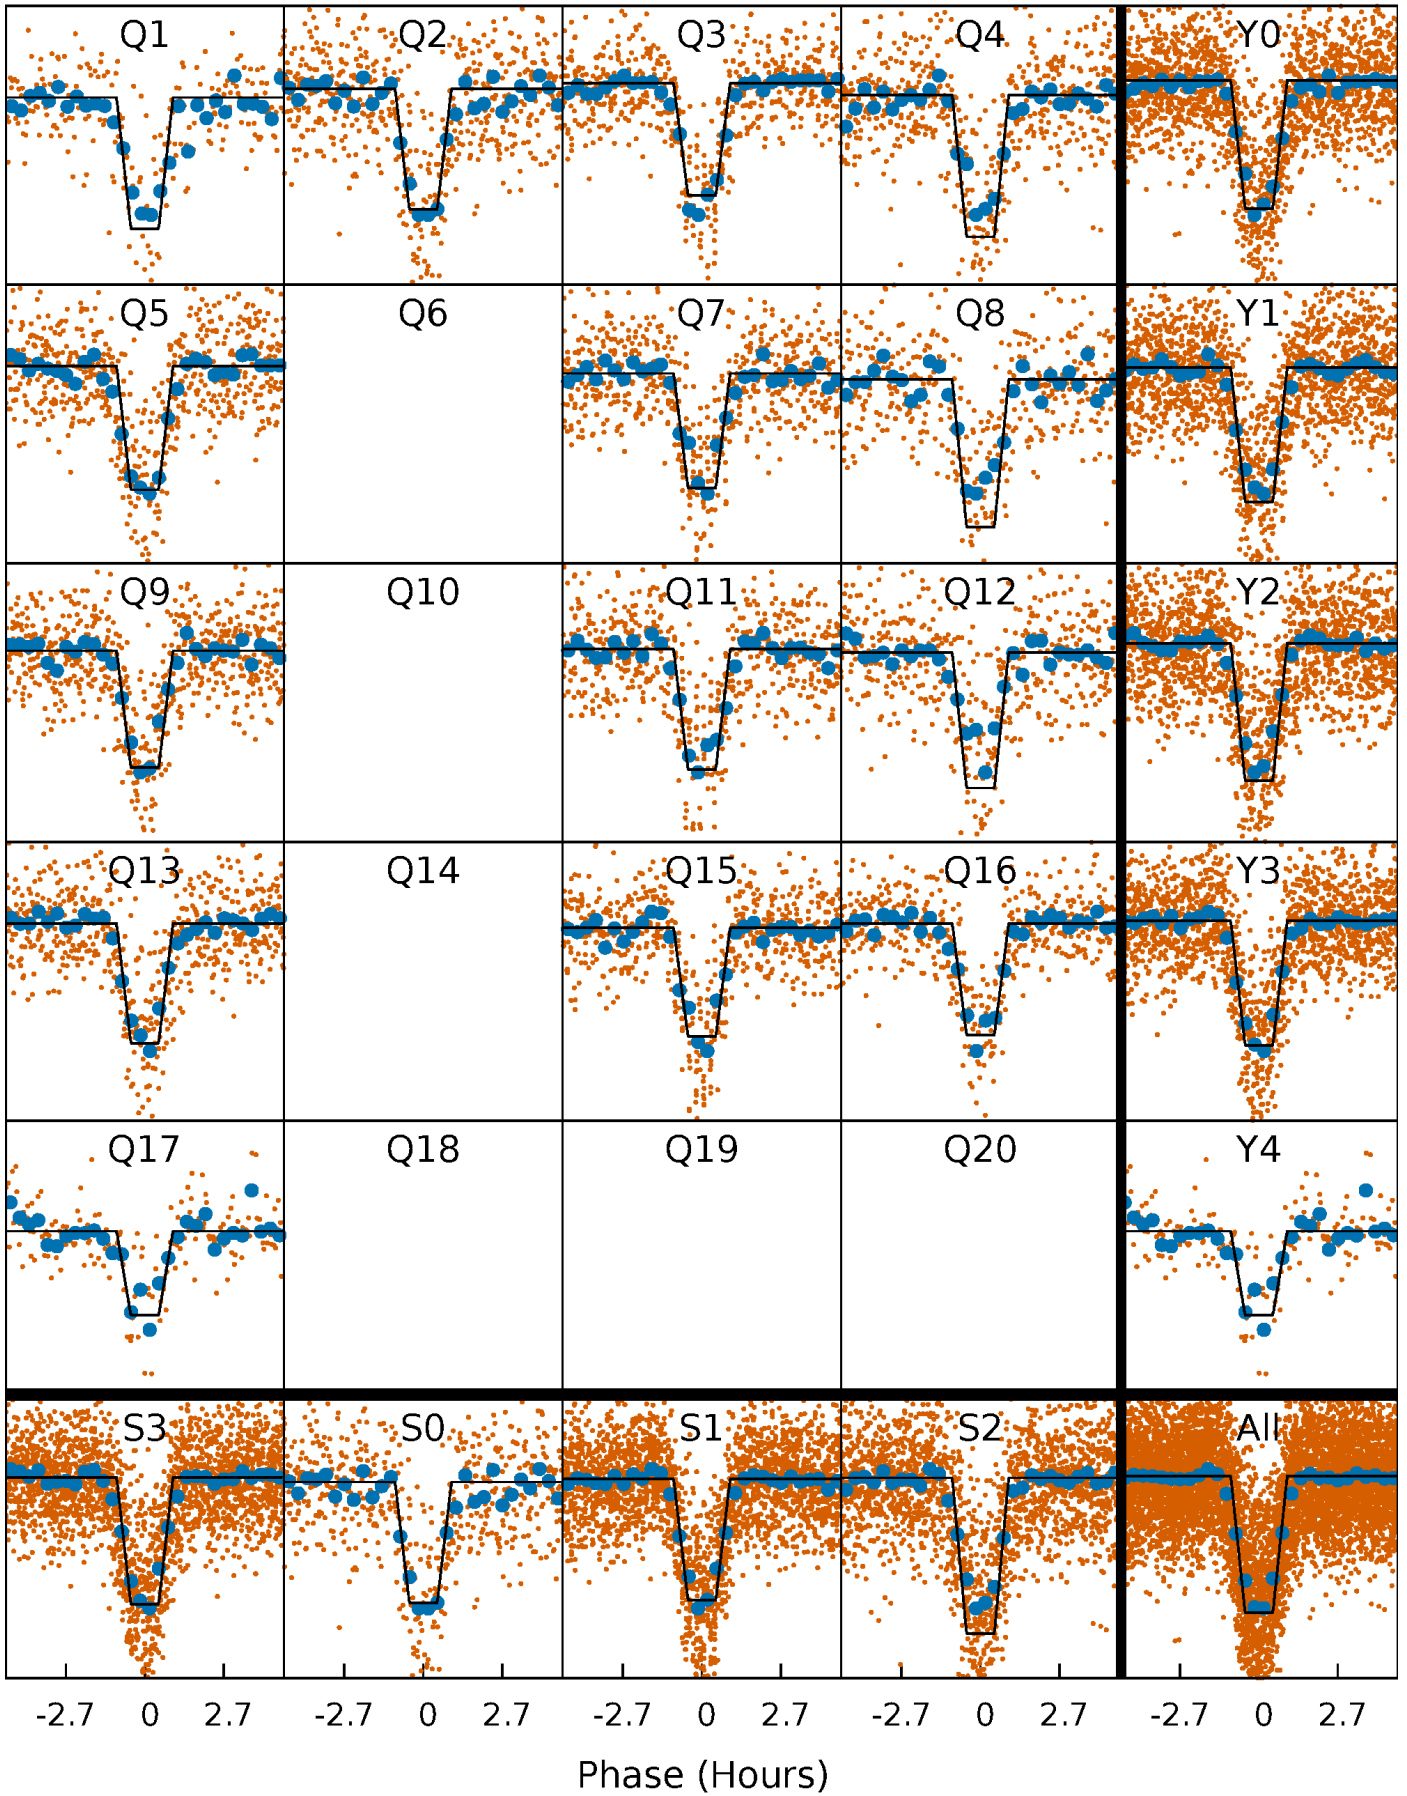 Q1 Q2 Q3 Q4 Y0
Q5 Q6 Q7 Q8 Y1
Q9 Q10 Q11 Q12 Y2
Q13 Q14 Q15 Q16 Y3
Q17 Q18 Q19 Q20 Y4
S3 S0 S1 S2 All
-2.7 0 2.7 -2.7 0 2.7 -2.7 0 2.7 -2.7 0 2.7 -2.7 0 2.7
Phase (Hours)